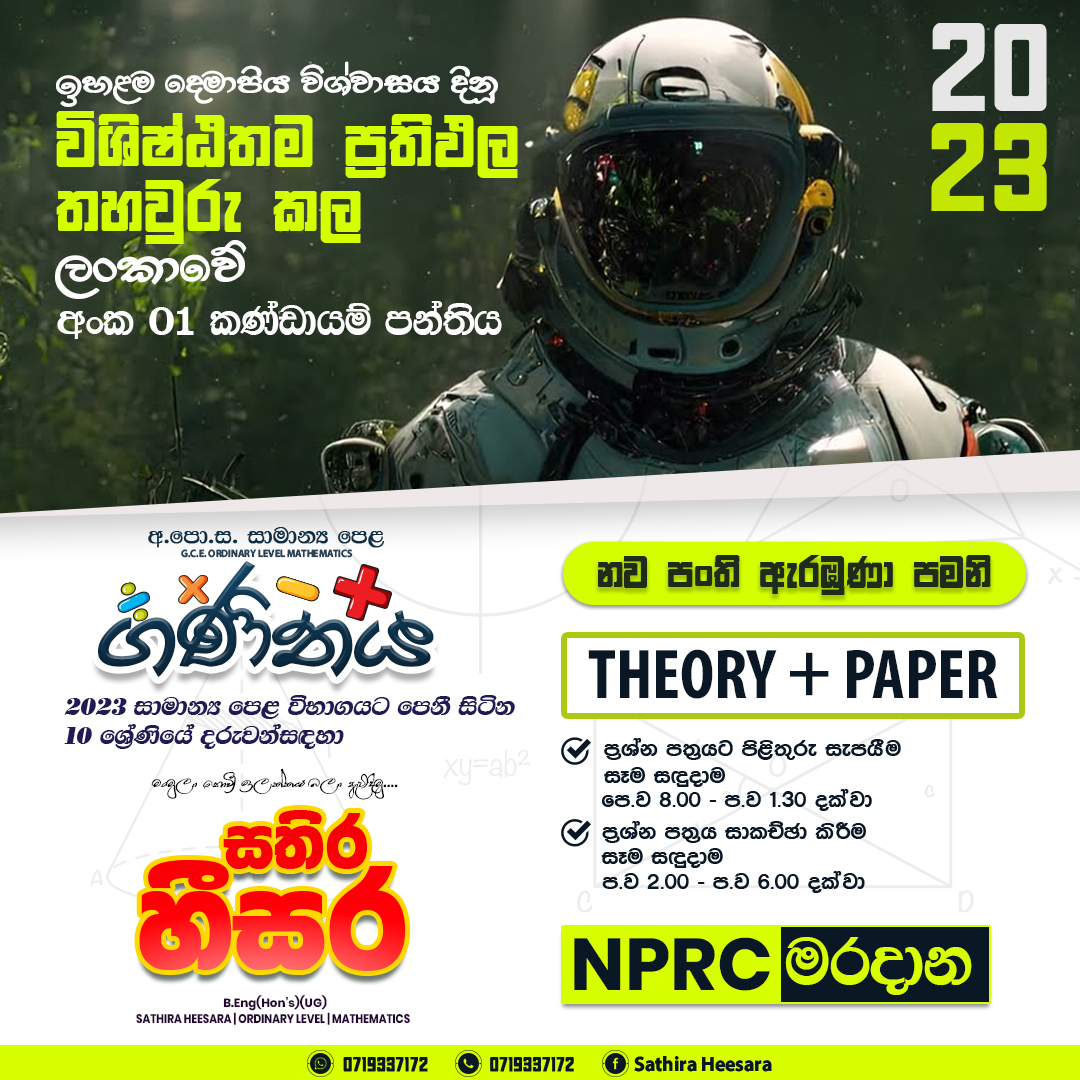 ඉහළම දෙමාපිය විශ්වාසය දිනූ
විශිෂ්ඨතම ප්‍රතිඵල
තහවුරු කල
ලංකාවේ
අංක 01 කණ්ඩායම් පන්තිය
20
23
අ.පො.ස. සාමාන්‍ය පෙළ
G.C.E. ORDINARY LEVEL MATHEMATICS
ගණිතය
2023 සාමාන්‍ය පෙළ විභාගයට පෙනී සිටින
10 ශ්‍රේණියේ දරුවන්සඳහා
සතිර
හීසර
B.Eng(Hon's)(UG)
SATHIRA HEESARA | ORDINARY LEVEL | MATHEMATICS
නව පංති ඇරඹුණා පමනි
THEORY + PAPER
ප්‍රශ්න පත්‍රයට පිළිතුරු සැපයීම
සෑම සඳුදාම
පෙ.ව 8.00 - ප.ව 1.30 දක්වා
ප්‍රශ්න පත්‍රය සාකච්ඡා කිරීම
සෑම සඳුදාම
ප.ව 2.00 - ප.ව 6.00 දක්වා
NPRC මරදාන
xy=ab²
A
O
x
O
c
C
D
0719337172 0719337172 Sathira Heesara